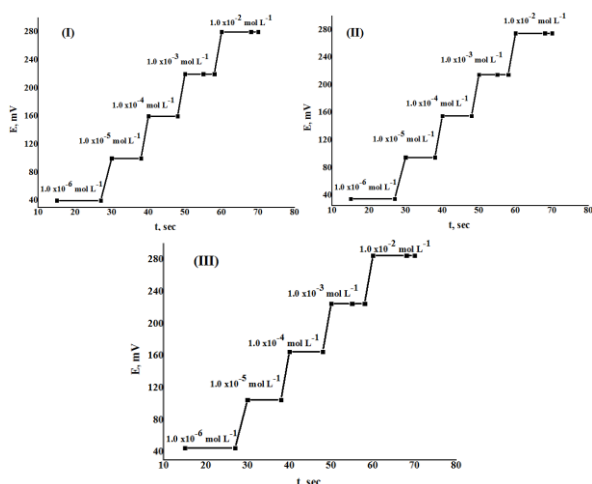 (I)
1.0 x10⁻² mol L⁻¹
1.0 x10⁻³ mol L⁻¹
1.0 x10⁻⁴ mol L⁻¹
1.0 x10⁻⁵ mol L⁻¹
1.0 x10⁻⁶ mol L⁻¹
E, mV
280
240
200
160
120
80
40
10 20 30 40 50 60 70 80
t, sec
(II)
1.0 x10⁻² mol L⁻¹
1.0 x10⁻³ mol L⁻¹
1.0 x10⁻⁴ mol L⁻¹
1.0 x10⁻⁵ mol L⁻¹
1.0 x10⁻⁶ mol L⁻¹
E, mV
280
240
200
160
120
80
40
10 20 30 40 50 60 70 80
t, sec
(III)
1.0 x10⁻² mol L⁻¹
1.0 x10⁻³ mol L⁻¹
1.0 x10⁻⁴ mol L⁻¹
1.0 x10⁻⁵ mol L⁻¹
1.0 x10⁻⁶ mol L⁻¹
E, mV
280
240
200
160
120
80
40
10 20 30 40 50 60 70 80
t, sec